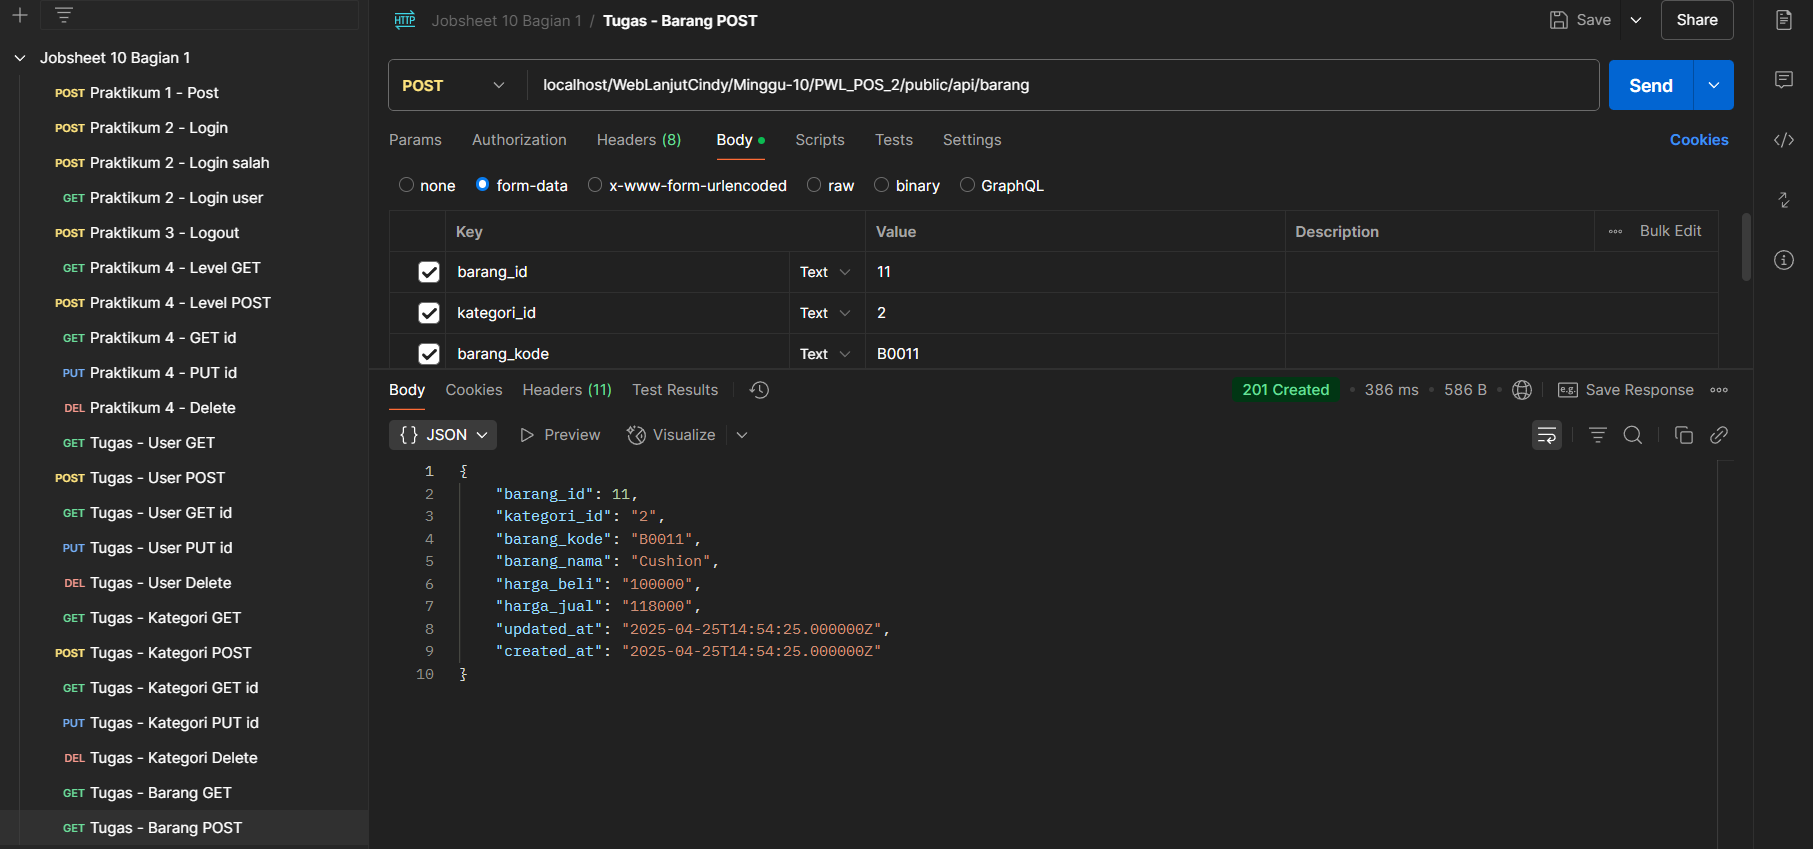 Jobsheet 10 Bagian 1
POST Praktikum 1 - Post
POST Praktikum 2 - Login
POST Praktikum 2 - Login salah
GET Praktikum 2 - Login user
POST Praktikum 3 - Logout
GET Praktikum 4 - Level GET
POST Praktikum 4 - Level POST
GET Praktikum 4 - GET id
PUT Praktikum 4 - PUT id
DEL Praktikum 4 - Delete
GET Tugas - User GET
POST Tugas - User POST
GET Tugas - User GET id
PUT Tugas - User PUT id
DEL Tugas - User Delete
GET Tugas - Kategori GET
POST Tugas - Kategori POST
GET Tugas - Kategori GET id
PUT Tugas - Kategori PUT id
DEL Tugas - Kategori Delete
GET Tugas - Barang GET
GET Tugas - Barang POST
HTTP Jobsheet 10 Bagian 1 / Tugas - Barang POST Save Share
POST localhost/WebLanjutCindy/Minggu-10/PWL_POS_2/public/api/barang Send
Params Authorization Headers (8) Body Scripts Tests Settings Cookies
none form-data x-www-form-urlencoded raw binary GraphQL
Key Value Description Bulk Edit
barang_id Text 11
kategori_id Text 2
barang_kode Text B0011
Body Cookies Headers (11) Test Results 201 Created 386 ms 586 B e.g. Save Response
{} JSON Preview Visualize
1 {
2 "barang_id": 11,
3 "kategori_id": "2",
4 "barang_kode": "B0011",
5 "barang_nama": "Cushion",
6 "harga_beli": "100000",
7 "harga_jual": "118000",
8 "updated_at": "2025-04-25T14:54:25.000000Z",
9 "created_at": "2025-04-25T14:54:25.000000Z"
10 }